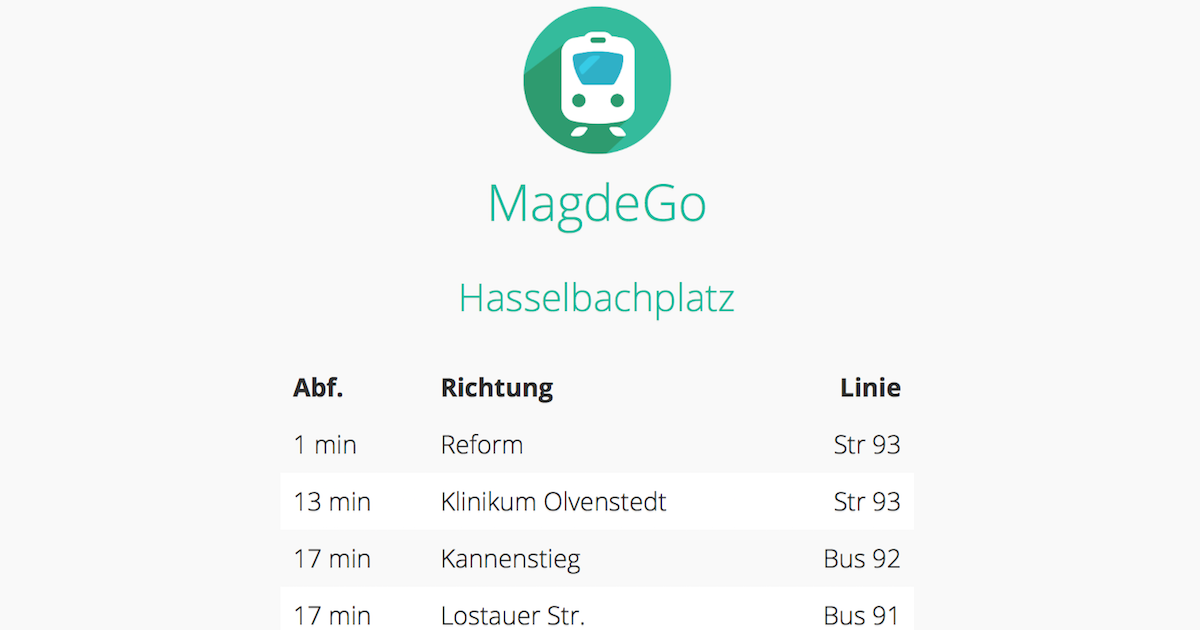 MagdeGo
Hasselbachplatz
Abf. Richtung Linie
1 min Reform Str 93
13 min Klinikum Olvenstedt Str 93
17 min Kannenstieg Bus 92
17 min Lostauer Str. Bus 91